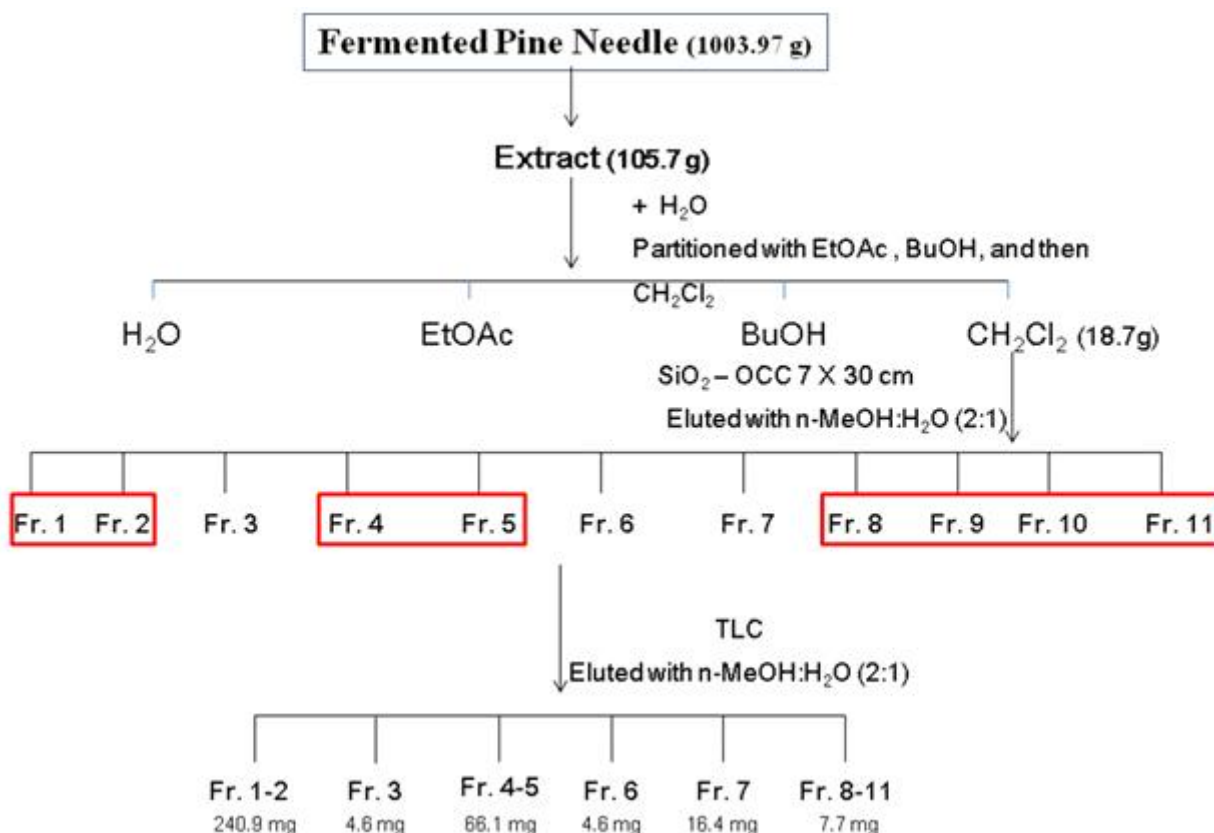 Fermented Pine Needle (1003.97 g)
Extract (105.7 g)
+ H₂O
Partitioned with EtOAc , BuOH, and then
CH₂Cl₂
H₂O EtOAc BuOH CH₂Cl₂ (18.7g)
SiO₂ – OCC 7 X 30 cm
Eluted with n-MeOH:H₂O (2:1)
Fr. 1 Fr. 2 Fr. 3 Fr. 4 Fr. 5 Fr. 6 Fr. 7 Fr. 8 Fr. 9 Fr. 10 Fr. 11
TLC
Eluted with n-MeOH:H₂O (2:1)
Fr. 1-2 Fr. 3 Fr. 4-5 Fr. 6 Fr. 7 Fr. 8-11
240.9 mg 4.6 mg 66.1 mg 4.6 mg 16.4 mg 7.7 mg